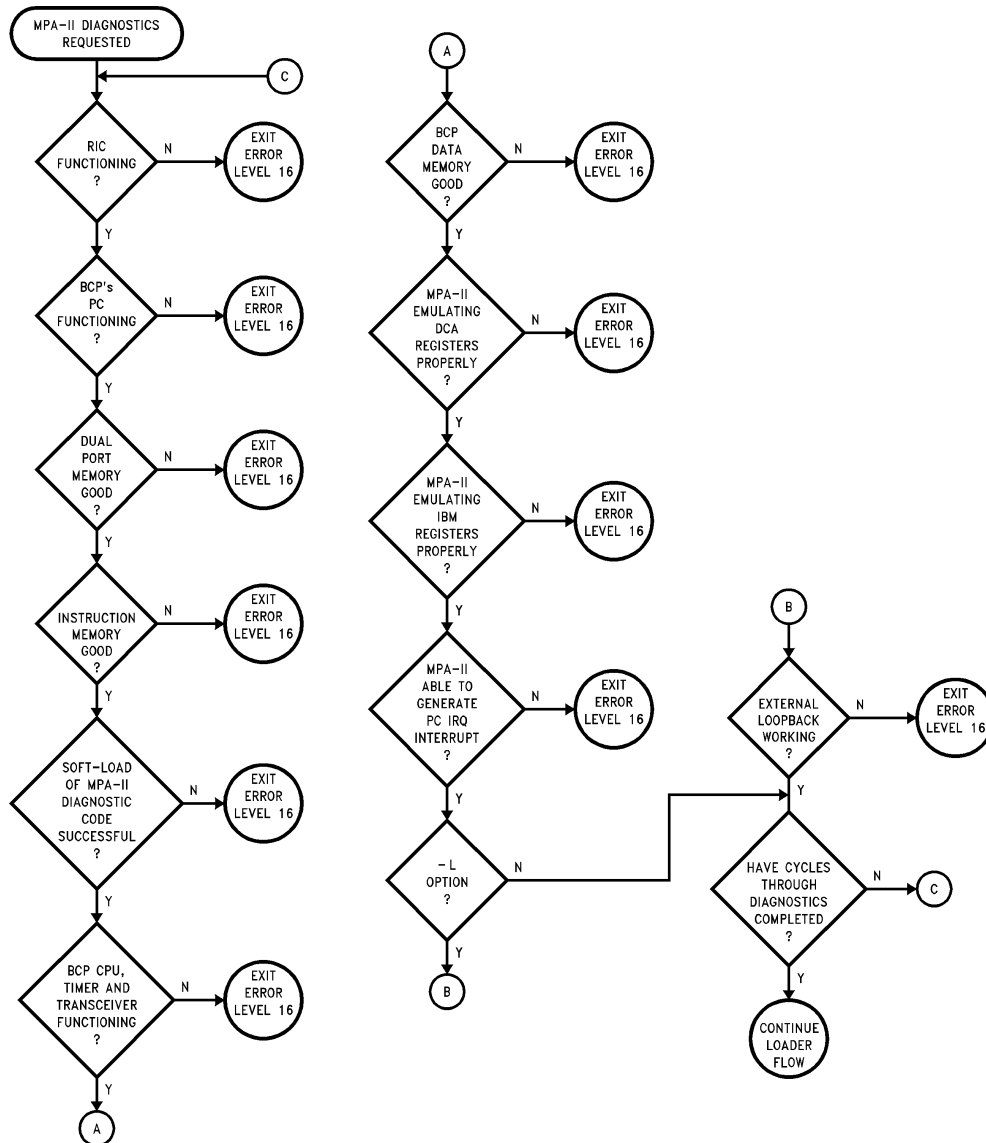 MPA-II DIAGNOSTICS
REQUESTED
C
RIC
FUNCTIONING
?
N
EXIT
ERROR
LEVEL 16
Y
BCP's
PC
FUNCTIONING
?
N
EXIT
ERROR
LEVEL 16
Y
DUAL
PORT
MEMORY
GOOD
?
N
EXIT
ERROR
LEVEL 16
Y
INSTRUCTION
MEMORY
GOOD
?
N
EXIT
ERROR
LEVEL 16
Y
SOFT-LOAD
OF MPA-II
DIAGNOSTIC
CODE
SUCCESSFUL
?
N
EXIT
ERROR
LEVEL 16
Y
BCP CPU,
TIMER AND
TRANSCEIVER
FUNCTIONING
?
N
EXIT
ERROR
LEVEL 16
Y
A
A
BCP
DATA
MEMORY
GOOD
?
N
EXIT
ERROR
LEVEL 16
Y
MPA-II
EMULATING
DCA
REGISTERS
PROPERLY
?
N
EXIT
ERROR
LEVEL 16
Y
MPA-II
EMULATING
IBM
REGISTERS
PROPERLY
?
N
EXIT
ERROR
LEVEL 16
Y
MPA-II
ABLE TO
GENERATE
PC IRQ
INTERRUPT
?
N
EXIT
ERROR
LEVEL 16
Y
-L
OPTION
?
N
Y
B
B
EXTERNAL
LOOPBACK
WORKING
?
N
EXIT
ERROR
LEVEL 16
Y
HAVE CYCLES
THROUGH
DIAGNOSTICS
COMPLETED
?
N
C
Y
CONTINUE
LOADER
FLOW